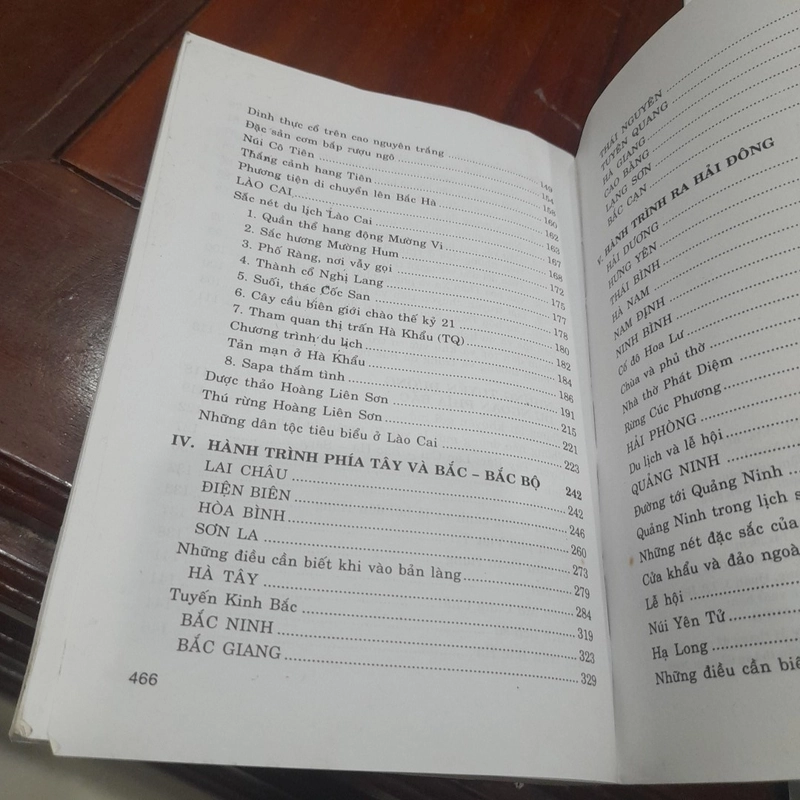 Dinh thực cổ trên cao nguyên trắng 149
Đặc sản cơm bắp rượu ngô 154
Núi Cô Tiên 158
Thắng cảnh hang Tiên 160
Phương tiện di chuyển lên Bắc Hà 162
LÀO CAI 163
Sắc nét du lịch Lào Cai 167
1. Quần thể hang động Mường Vi 168
2. Sắc hương Mường Hum 172
3. Phố Ràng, nơi vẫy gọi 175
4. Thành cổ Nghị Lang 177
5. Suối, thác Cốc San 178
6. Cây cầu biên giới chào thế kỷ 21 180
7. Tham quan thị trấn Hà Khẩu (TQ) 182
Chương trình du lịch 184
Tản mạn ở Hà Khẩu 186
8. Sapa thắm tình 191
Dược thảo Hoàng Liên Sơn 215
Thú rừng Hoàng Liên Sơn 221
Những dân tộc tiêu biểu ở Lào Cai 223
IV. HÀNH TRÌNH PHÍA TÂY VÀ BẮC – BẮC BỘ 242
LAI CHÂU 242
ĐIỆN BIÊN 246
HÒA BÌNH 260
SƠN LA 273
Những điều cần biết khi vào bản làng 279
HÀ TÂY 284
Tuyến Kinh Bắc 319
BẮC NINH 323
BẮC GIANG 329
466
THÁI NGUYÊN
TUYÊN QUANG
HÀ GIANG
CAO BẰNG
LẠNG SƠN
BẮC CẠN
V. HÀNH TRÌNH RA HẢI ĐÔNG
HẢI DƯƠNG
HƯNG YÊN
THÁI BÌNH
HÀ NAM
NAM ĐỊNH
NINH BÌNH
Cố đô Hoa Lư
Chùa và phủ thờ
Nhà thờ Phát Diệm
Rừng Cúc Phương
HẢI PHÒNG
Du lịch và lễ hội
QUẢNG NINH
Đường tới Quảng Ninh
Quảng Ninh trong lịch s
Những nét đặc sắc của
Cửa khẩu và đảo ngoà
Lễ hội
Núi Yên Tử
Hạ Long
Những điều cần biế